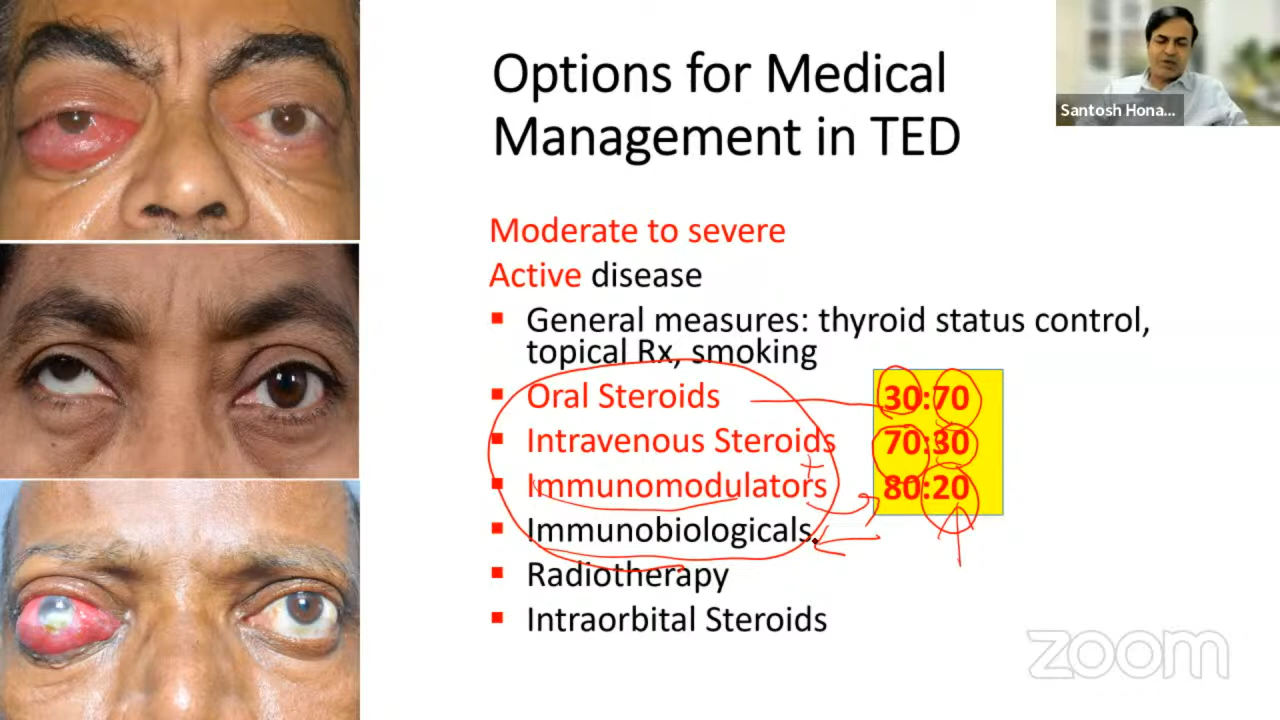 Options for Medical
Management in TED
Santosh Hona...
Moderate to severe
Active disease
General measures: thyroid status control,
topical Rx, smoking
Oral Steroids
30:70
Intravenous Steroids
70:30
Immunomodulators
80:20
Immunobiologicals
Radiotherapy
Intraorbital Steroids
zoom